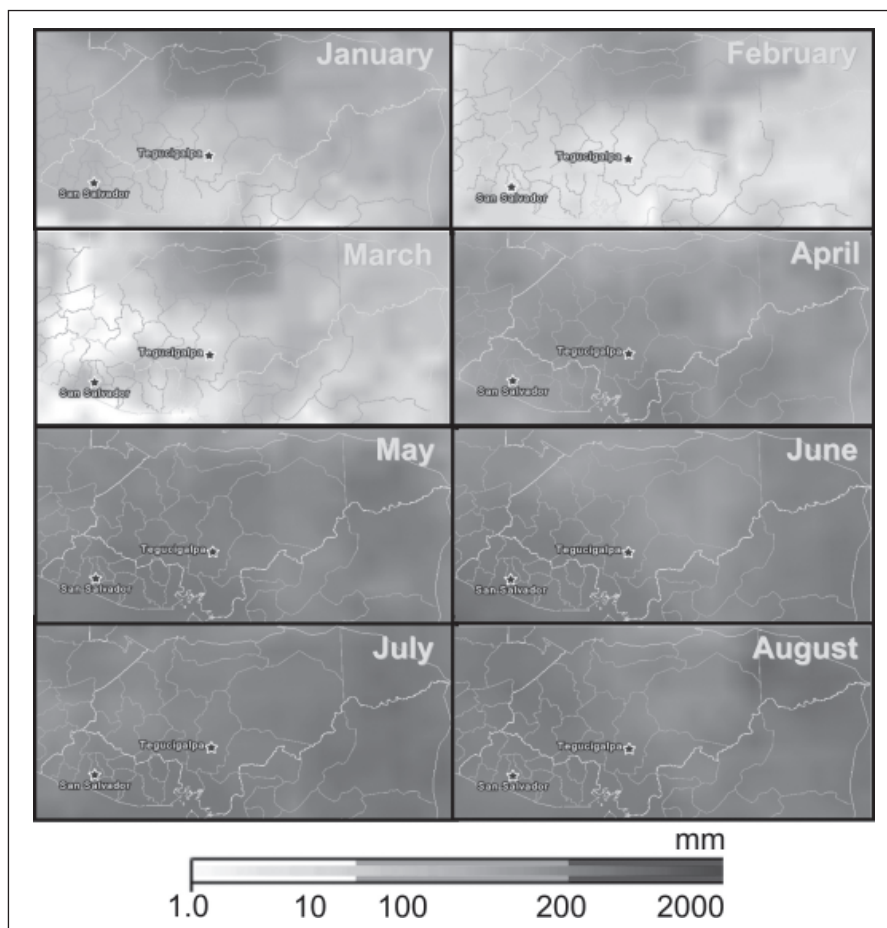 January
Tegucigalpa
San Salvador
February
Tegucigalpa
San Salvador
March
Tegucigalpa
San Salvador
April
Tegucigalpa
San Salvador
May
Tegucigalpa
San Salvador
June
Tegucigalpa
San Salvador
July
Tegucigalpa
San Salvador
August
Tegucigalpa
San Salvador
mm
1.0 10 100 200 2000